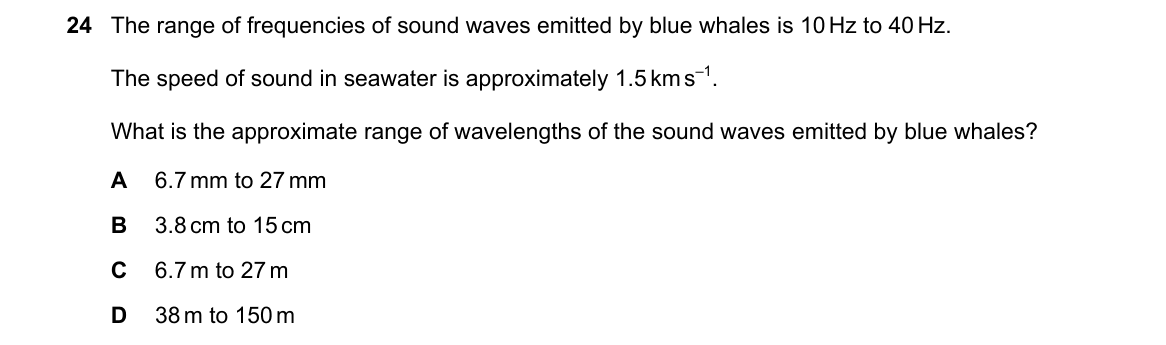 24 The range of frequencies of sound waves emitted by blue whales is 10 Hz to 40 Hz.
The speed of sound in seawater is approximately 1.5 km s⁻¹.
What is the approximate range of wavelengths of the sound waves emitted by blue whales?
A 6.7 mm to 27 mm
B 3.8 cm to 15 cm
C 6.7 m to 27 m
D 38 m to 150 m